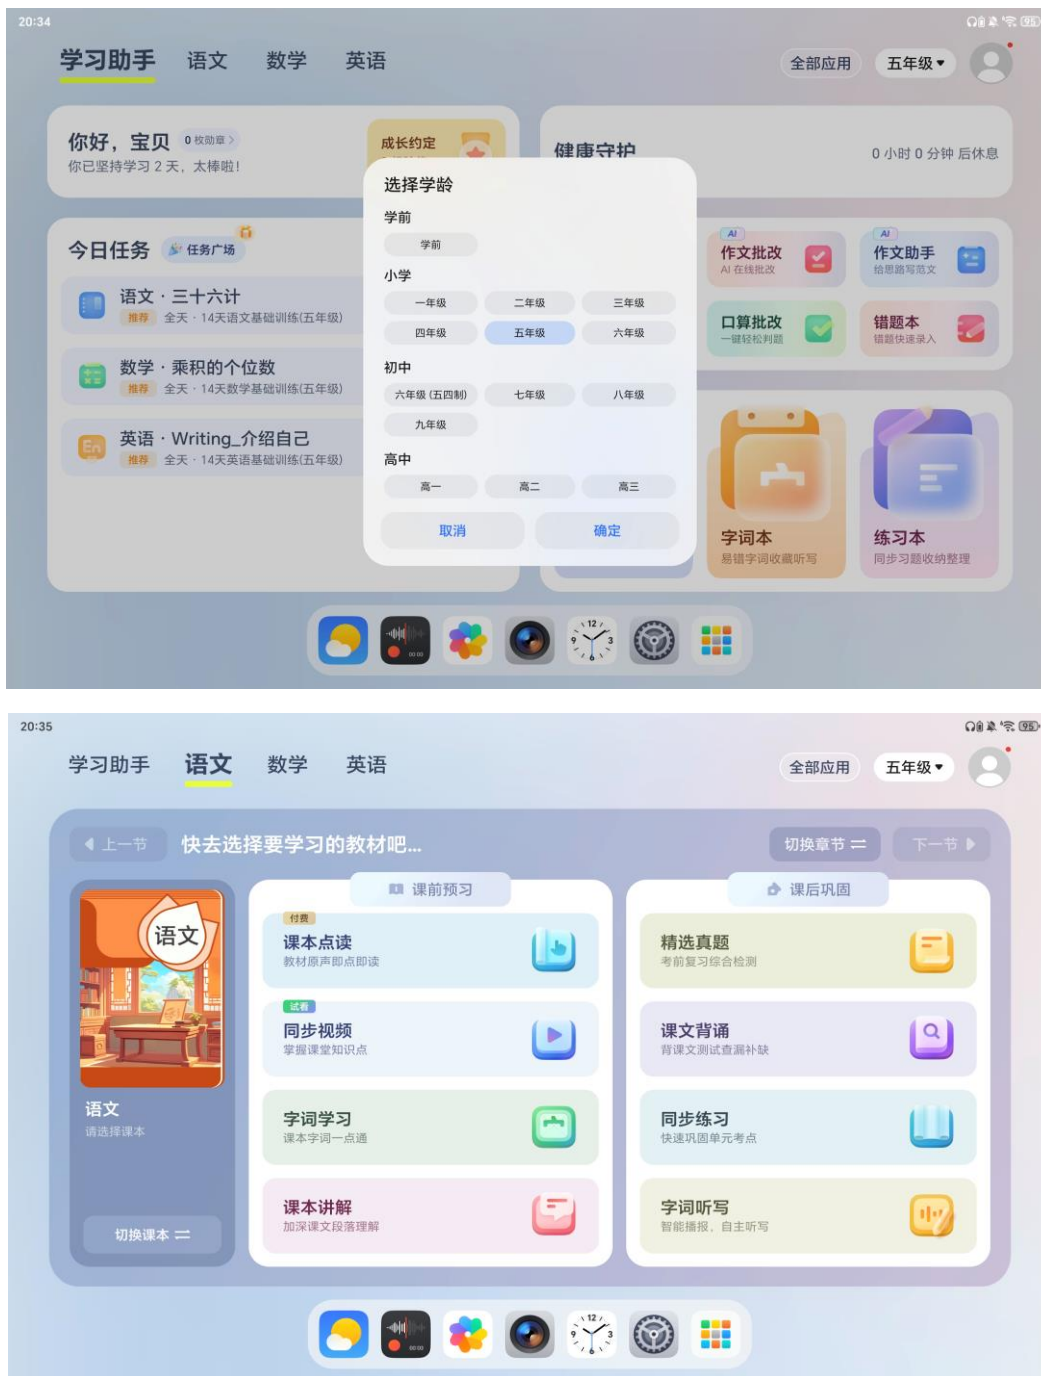 20:34
95
学习助手 语文 数学 英语
全部应用 五年级
你好，宝贝 0 枚勋章
你已坚持学习 2 天，太棒啦！
成长约定
健康守护
0 小时 0 分钟 后休息
今日任务 任务广场
语文 · 三十六计
推荐 全天 · 14天语文基础训练(五年级)
数学 · 乘积的个位数
推荐 全天 · 14天数学基础训练(五年级)
En 英语 · Writing_介绍自己
推荐 全天 · 14天英语基础训练(五年级)
选择学龄
学前
学前
小学
一年级 二年级 三年级
四年级 五年级 六年级
初中
六年级 (五四制) 七年级 八年级
九年级
高中
高一 高二 高三
取消 确定
AI
作文批改
AI 在线批改
AI
作文助手
给思路写范文
口算批改
一键轻松判题
错题本
错题快速录入
字词本
易错字词收藏听写
练习本
同步习题收纳整理
00:00
12
9 3
6
20:35
95
学习助手 语文 数学 英语
全部应用 五年级
上一节 快去选择要学习的教材吧... 切换章节 下一节
语文
语文
请选择课本
切换课本
课前预习
付费
课本点读
教材原声即点即读
试看
同步视频
掌握课堂知识点
字词学习
课本字词一点通
课本讲解
加深课文段落理解
课后巩固
精选真题
考前复习综合检测
课文背诵
背课文测试查漏补缺
同步练习
快速巩固单元考点
字词听写
智能播报，自主听写
00:00
12
9 3
6